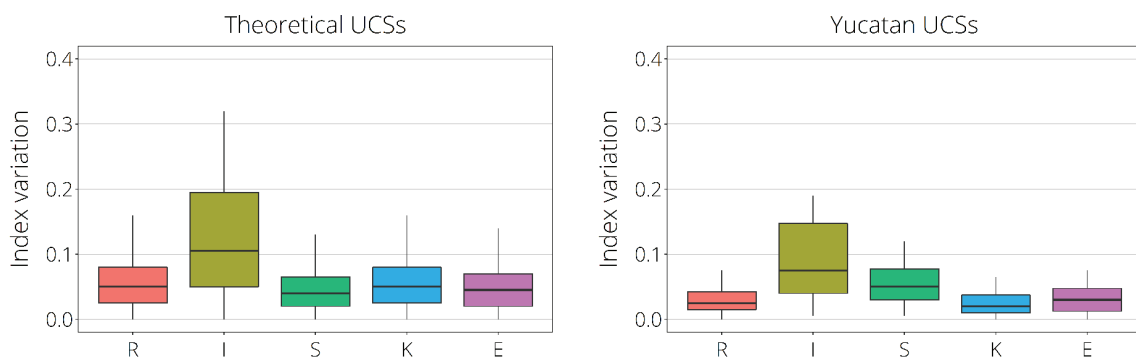 Theoretical UCSs
Index variation
0.4
0.3
0.2
0.1
0.0
R I S K E
Yucatan UCSs
Index variation
0.4
0.3
0.2
0.1
0.0
R I S K E